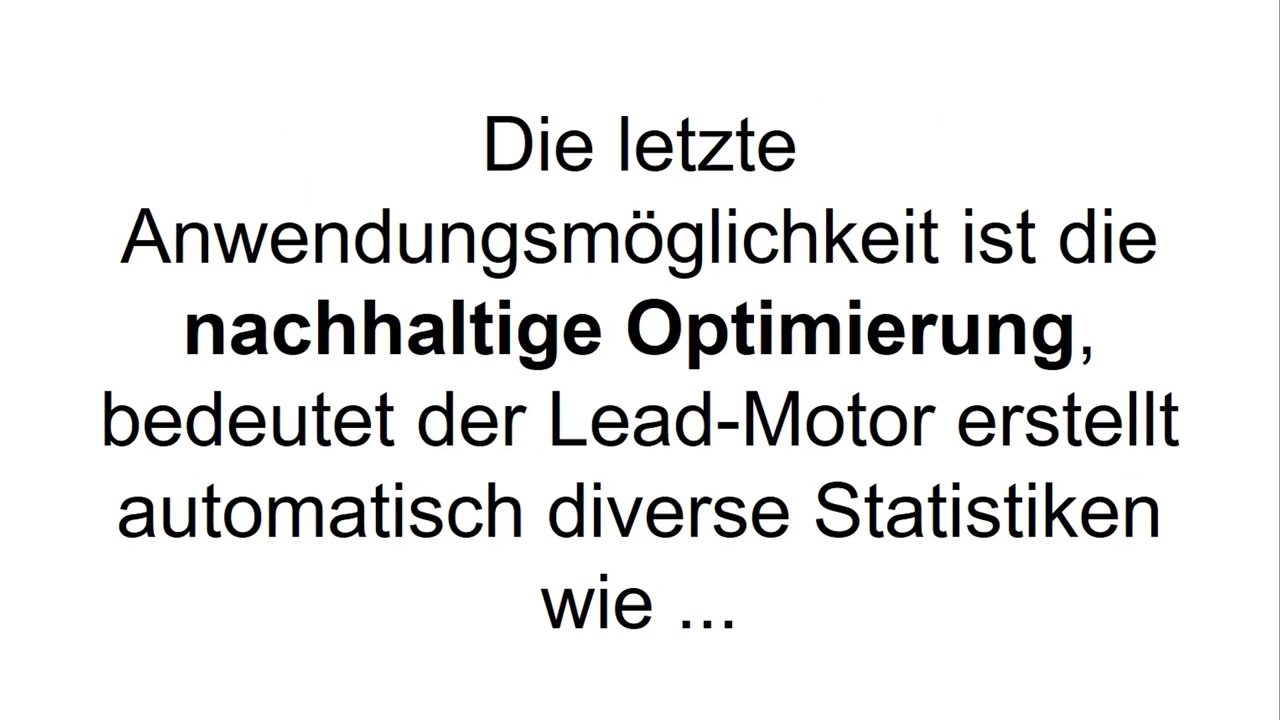 Die letzte
Anwendungsmöglichkeit ist die
nachhaltige Optimierung,
bedeutet der Lead-Motor erstellt
automatisch diverse Statistiken
wie ...